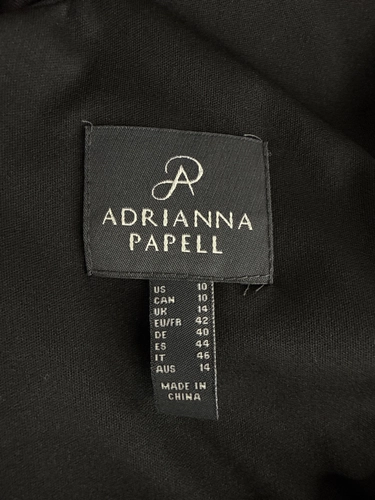 ADRIANNA
PAPELL
US 10
CAN 10
UK 14
EU/FR 42
DE 40
ES 44
IT 46
AUS 14
MADE IN
CHINA